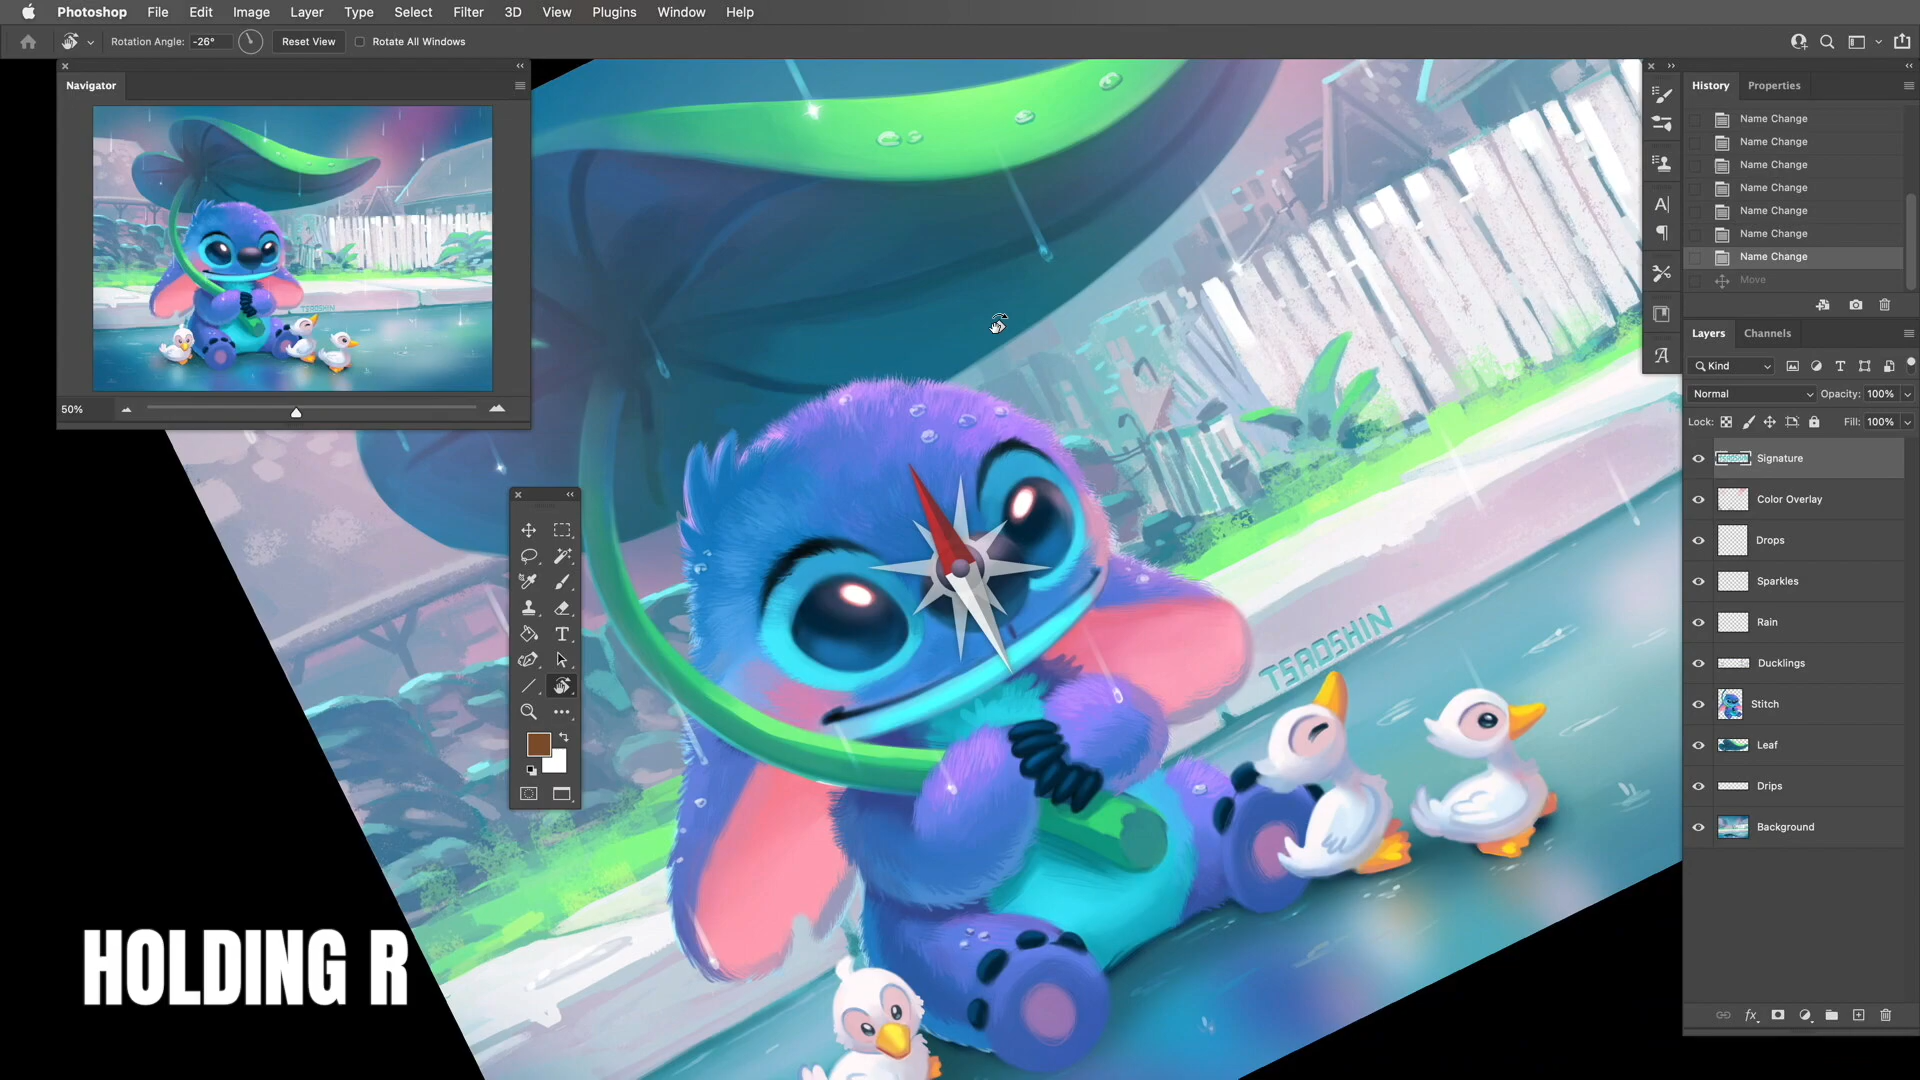 Photoshop File Edit Image Layer Type Select Filter 3D View Plugins Window Help
Rotation Angle: -26° Reset View Rotate All Windows
Navigator
50%
HOLDING R
TSAOSHIN
History Properties
Name Change
Name Change
Name Change
Name Change
Name Change
Name Change
Name Change
Move
Layers Channels
Kind
Normal Opacity: 100%
Lock: Fill: 100%
Signature
Color Overlay
Drops
Sparkles
Rain
Ducklings
Stitch
Leaf
Drips
Background